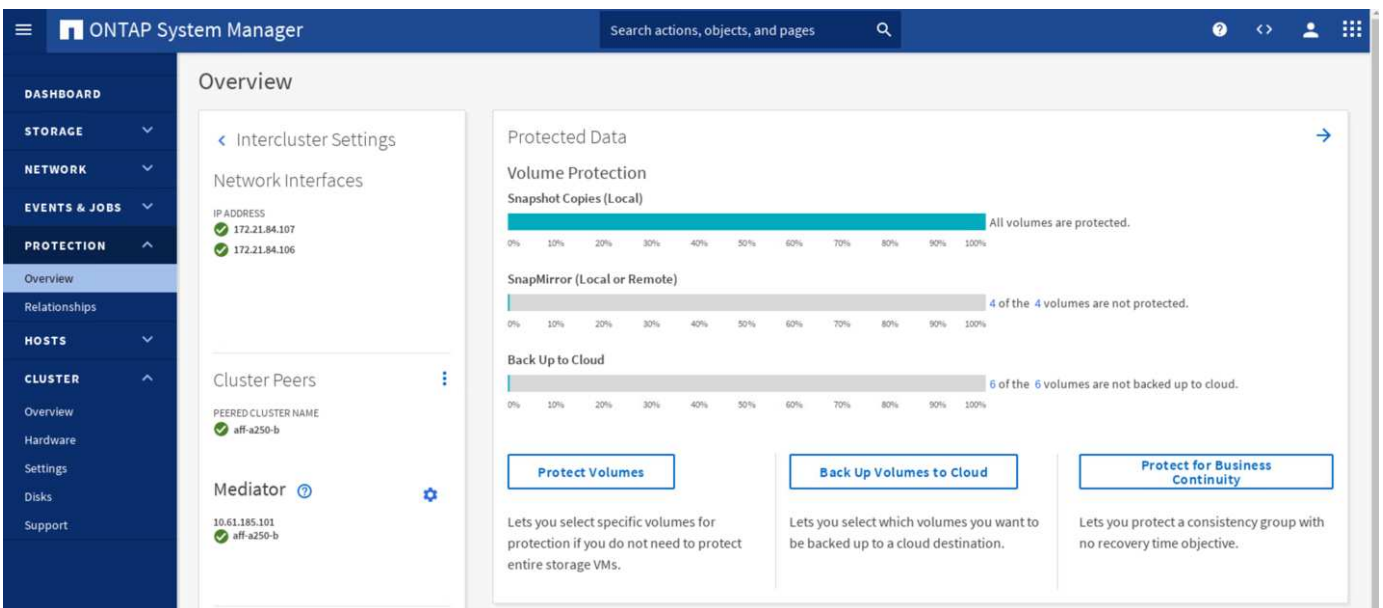 ONTAP System Manager
Search actions, objects, and pages
DASHBOARD
STORAGE
NETWORK
EVENTS & JOBS
PROTECTION
Overview
Relationships
HOSTS
CLUSTER
Overview
Hardware
Settings
Disks
Support
Overview
Intercluster Settings
Network Interfaces
IP ADDRESS
172.21.84.107
172.21.84.106
Cluster Peers
PEERED CLUSTER NAME
aff-a250-b
Mediator
10.61.185.101
aff-a250-b
Protected Data
Volume Protection
Snapshot Copies (Local)
All volumes are protected.
0% 10% 20% 30% 40% 50% 60% 70% 80% 90% 100%
SnapMirror (Local or Remote)
4 of the 4 volumes are not protected.
0% 10% 20% 30% 40% 50% 60% 70% 80% 90% 100%
Back Up to Cloud
6 of the 6 volumes are not backed up to cloud.
0% 10% 20% 30% 40% 50% 60% 70% 80% 90% 100%
Protect Volumes
Lets you select specific volumes for
protection if you do not need to protect
entire storage VMs.
Back Up Volumes to Cloud
Lets you select which volumes you want to
be backed up to a cloud destination.
Protect for Business
Continuity
Lets you protect a consistency group with
no recovery time objective.